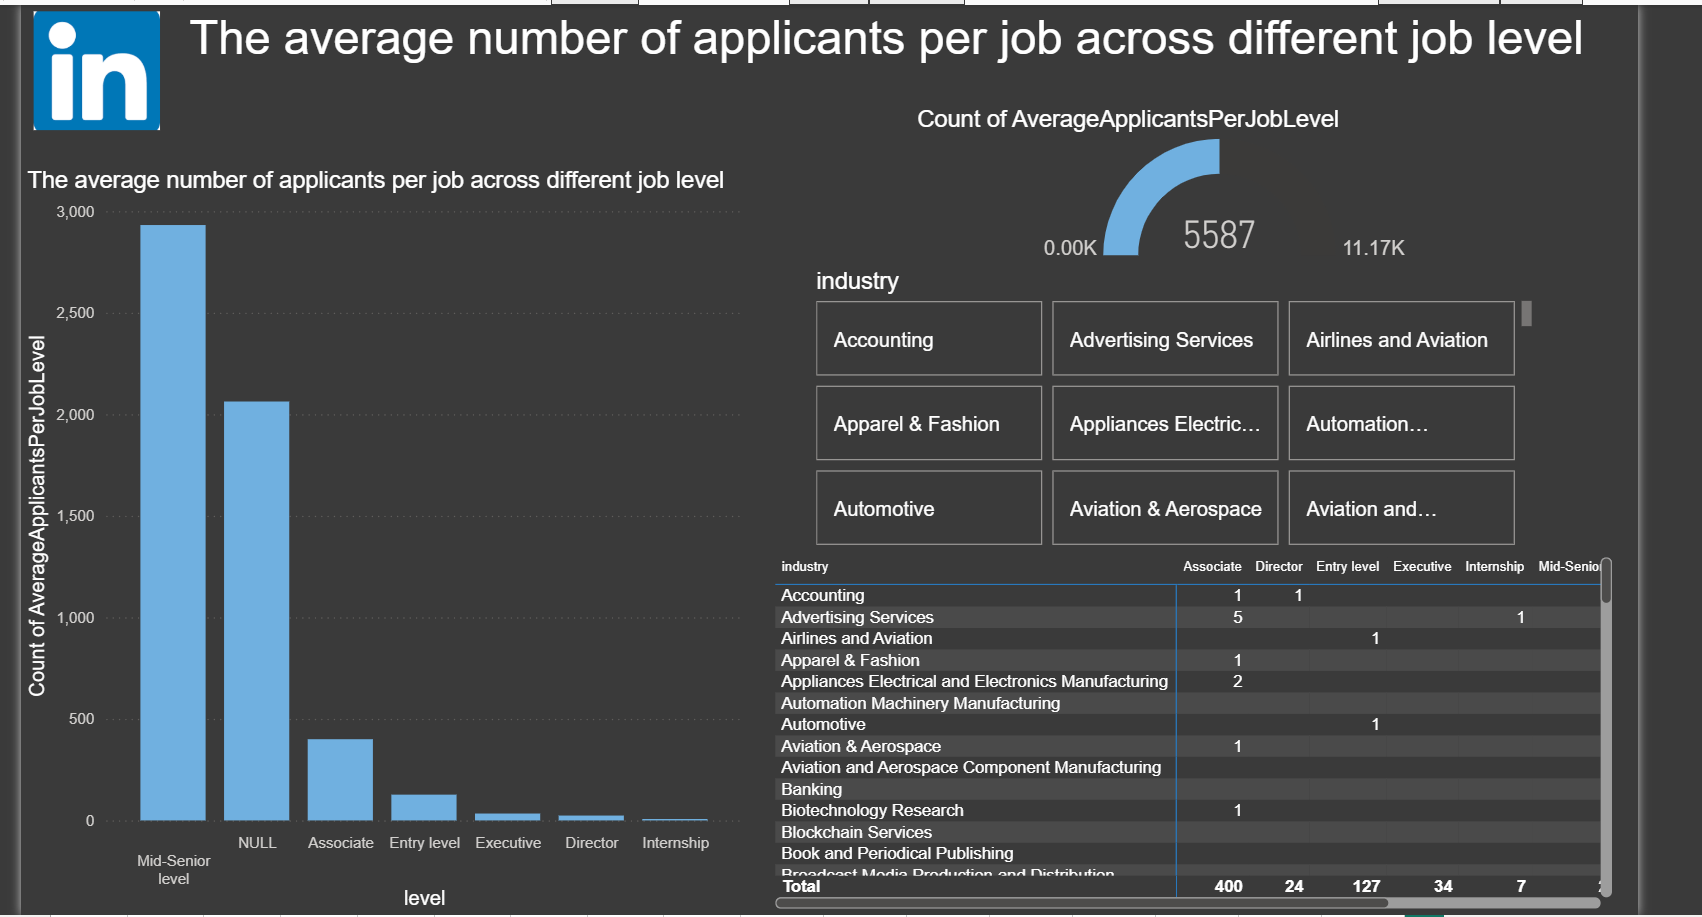 in
The average number of applicants per job across different job level
Count of AverageApplicantsPerJobLevel
5587
0.00K
11.17K
The average number of applicants per job across different job level
3,000
2,500
2,000
1,500
1,000
500
0
Count of AverageApplicantsPerJobLevel
Mid-Senior
level
NULL
Associate
Entry level
Executive
Director
Internship
level
industry
Accounting
Advertising Services
Airlines and Aviation
Apparel & Fashion
Appliances Electric...
Automation...
Automotive
Aviation & Aerospace
Aviation and...
industry Associate Director Entry level Executive Internship Mid-Senio
Accounting 1 1
Advertising Services 5 1
Airlines and Aviation 1
Apparel & Fashion 1
Appliances Electrical and Electronics Manufacturing 2
Automation Machinery Manufacturing
Automotive 1
Aviation & Aerospace 1
Aviation and Aerospace Component Manufacturing
Banking
Biotechnology Research 1
Blockchain Services
Book and Periodical Publishing
Broadcast Media Production and Distribution
Total 400 24 127 34 7